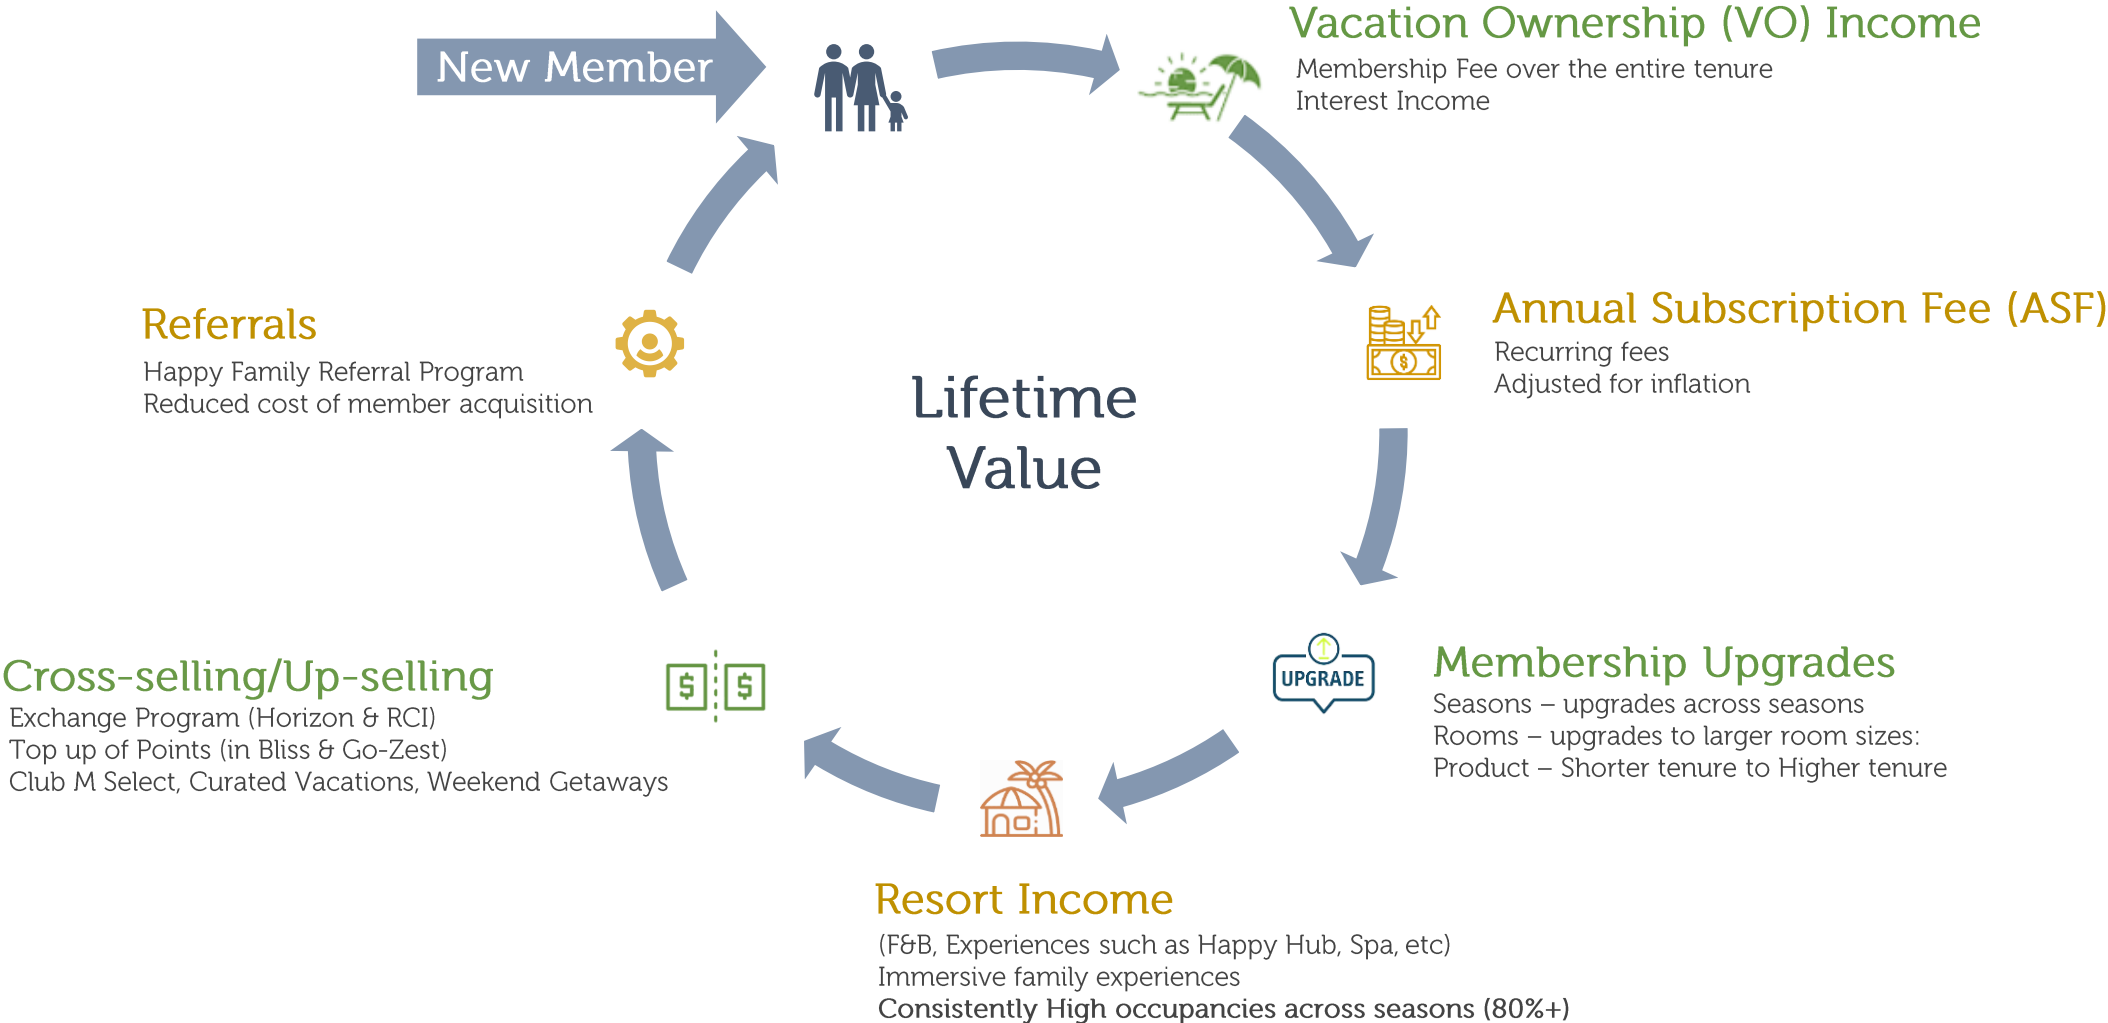 New Member
Vacation Ownership (VO) Income
Membership Fee over the entire tenure
Interest Income
Annual Subscription Fee (ASF)
Recurring fees
Adjusted for inflation
$
Membership Upgrades
Seasons – upgrades across seasons
Rooms – upgrades to larger room sizes:
Product – Shorter tenure to Higher tenure
UPGRADE
Resort Income
(F&B, Experiences such as Happy Hub, Spa, etc)
Immersive family experiences
Consistently High occupancies across seasons (80%+)
Cross-selling/Up-selling
Exchange Program (Horizon & RCI)
Top up of Points (in Bliss & Go-Zest)
Club M Select, Curated Vacations, Weekend Getaways
$ $
Referrals
Happy Family Referral Program
Reduced cost of member acquisition
Lifetime
Value